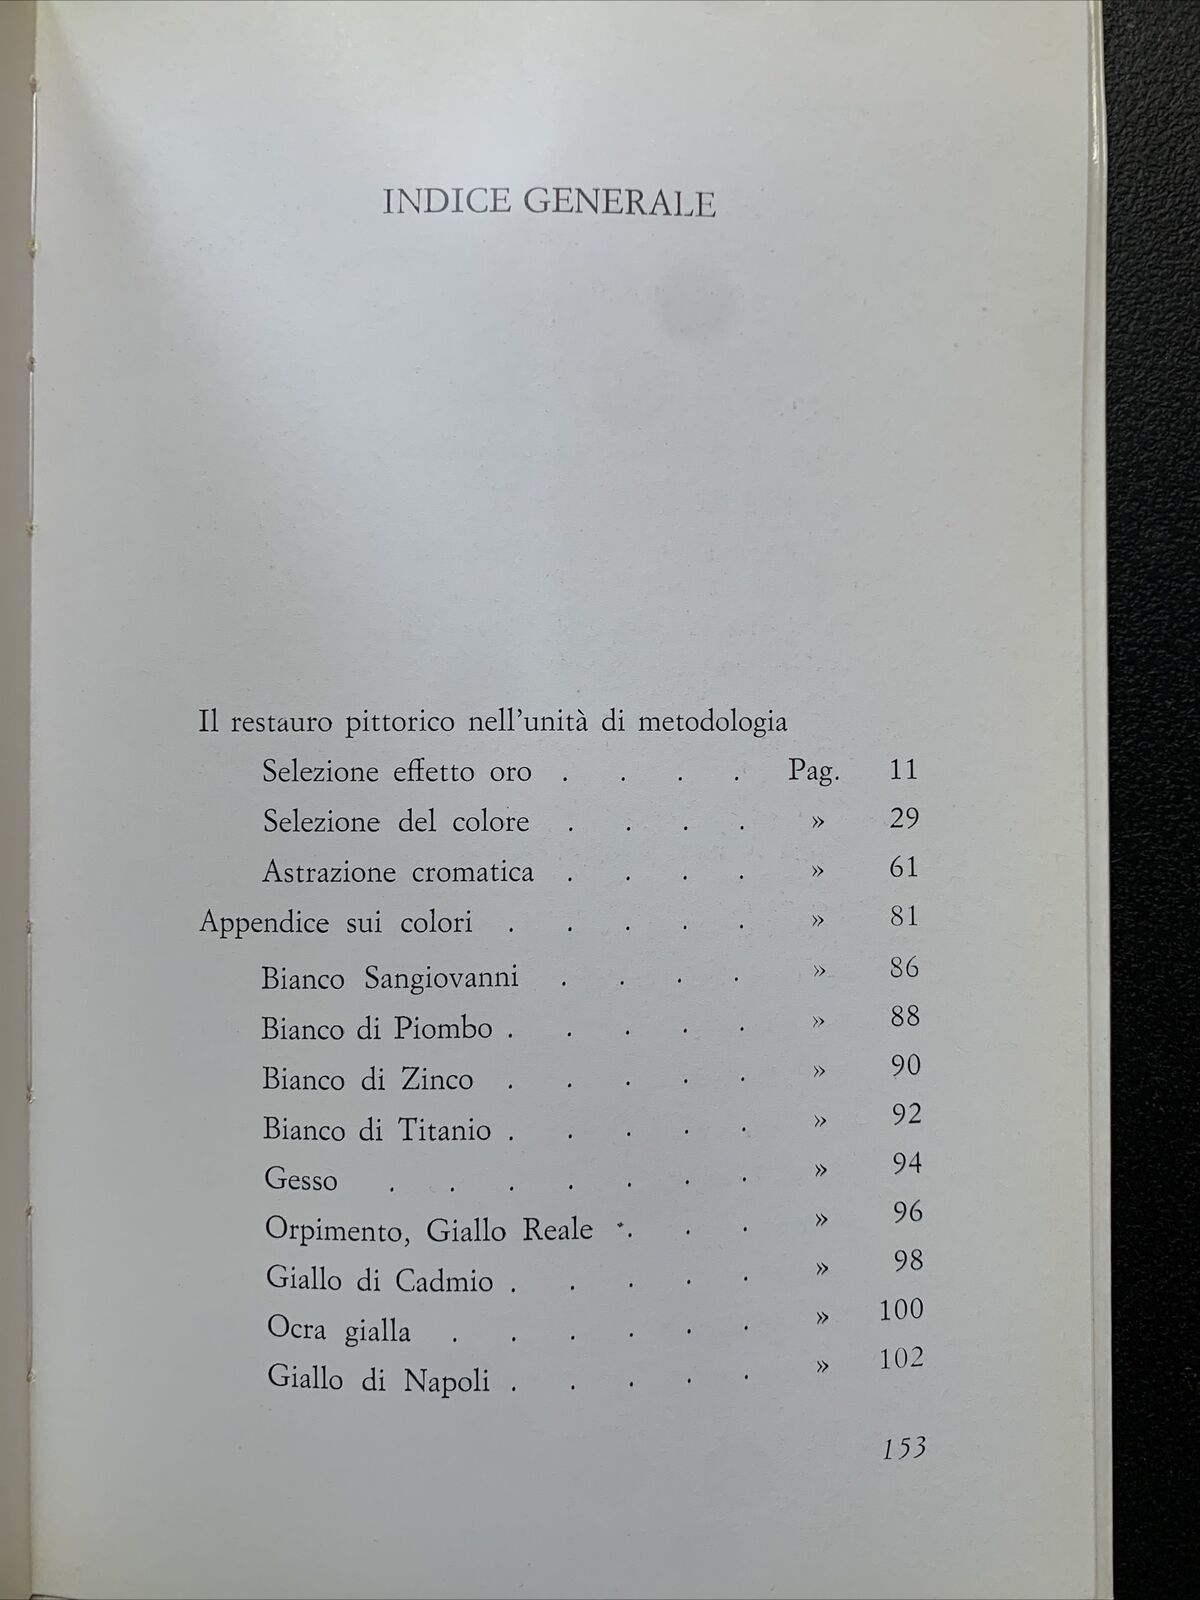 INDICE GENERALE
Il restauro pittorico nell'unità di metodologia
Selezione effetto oro . . . . Pag. 11
Selezione del colore . . . . » 29
Astrazione cromatica . . . . » 61
Appendice sui colori . . . . . » 81
Bianco Sangiovanni . . . . » 86
Bianco di Piombo . . . . . » 88
Bianco di Zinco . . . . . » 90
Bianco di Titanio . . . . . » 92
Gesso . . . . . . . » 94
Orpimento, Giallo Reale . . . » 96
Giallo di Cadmio . . . . . » 98
Ocra gialla . . . . . . » 100
Giallo di Napoli . . . . . » 102
153